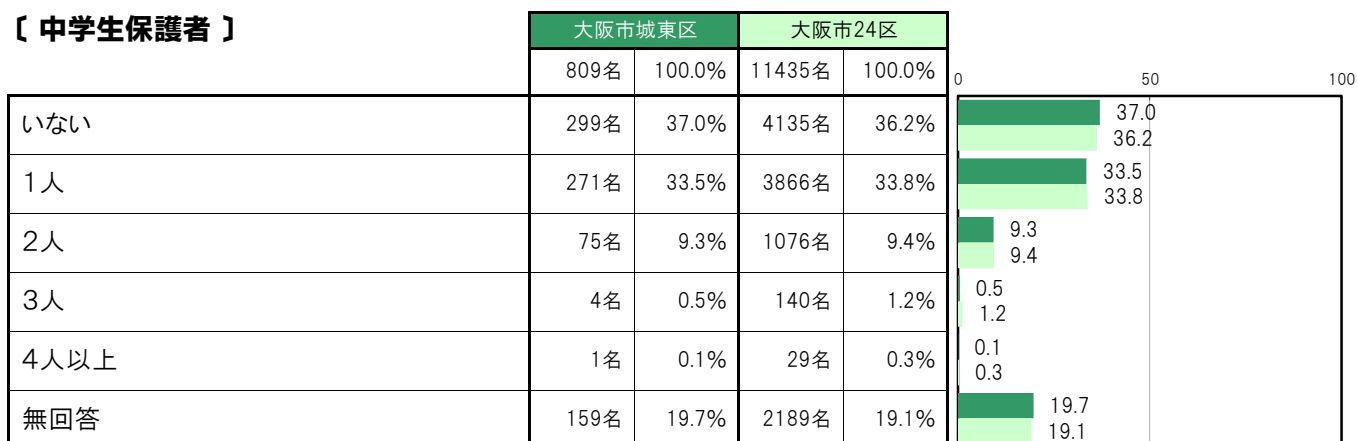 〔 中学生保護者 〕
大阪市城東区 大阪市24区
809名 100.0% 11435名 100.0%
0 50 100
いない 299名 37.0% 4135名 36.2% 37.0
36.2
1人 271名 33.5% 3866名 33.8% 33.5
33.8
2人 75名 9.3% 1076名 9.4% 9.3
9.4
3人 4名 0.5% 140名 1.2% 0.5
1.2
4人以上 1名 0.1% 29名 0.3% 0.1
0.3
無回答 159名 19.7% 2189名 19.1% 19.7
19.1